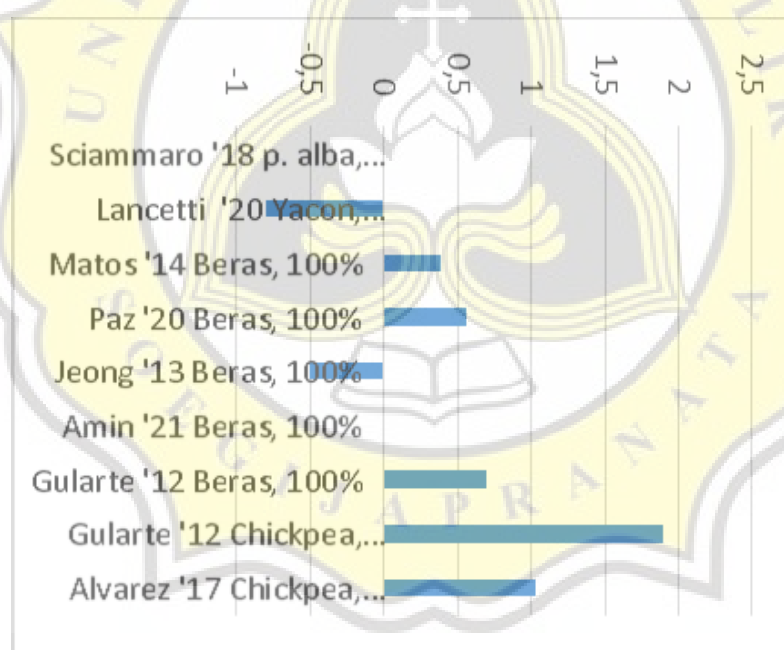 -1 -0,5 0 0,5 1 1,5 2 2,5
Sciammaro '18 p. alba,...
Lancetti '20 Yacon,...
Matos '14 Beras, 100%
Paz '20 Beras, 100%
Jeong '13 Beras, 100%
Amin '21 Beras, 100%
Gularte '12 Beras, 100%
Gularte '12 Chickpea,...
Alvarez '17 Chickpea,...
UN
SOEGIJAPRANATA